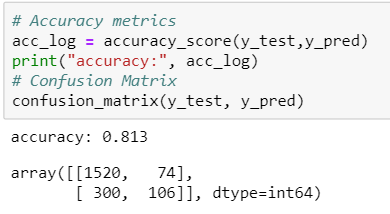 # Accuracy metrics
acc_log = accuracy_score(y_test,y_pred)
print("accuracy:", acc_log)
# Confusion Matrix
confusion_matrix(y_test, y_pred)
accuracy: 0.813
array([[1520,   74],
       [ 300,  106]], dtype=int64)